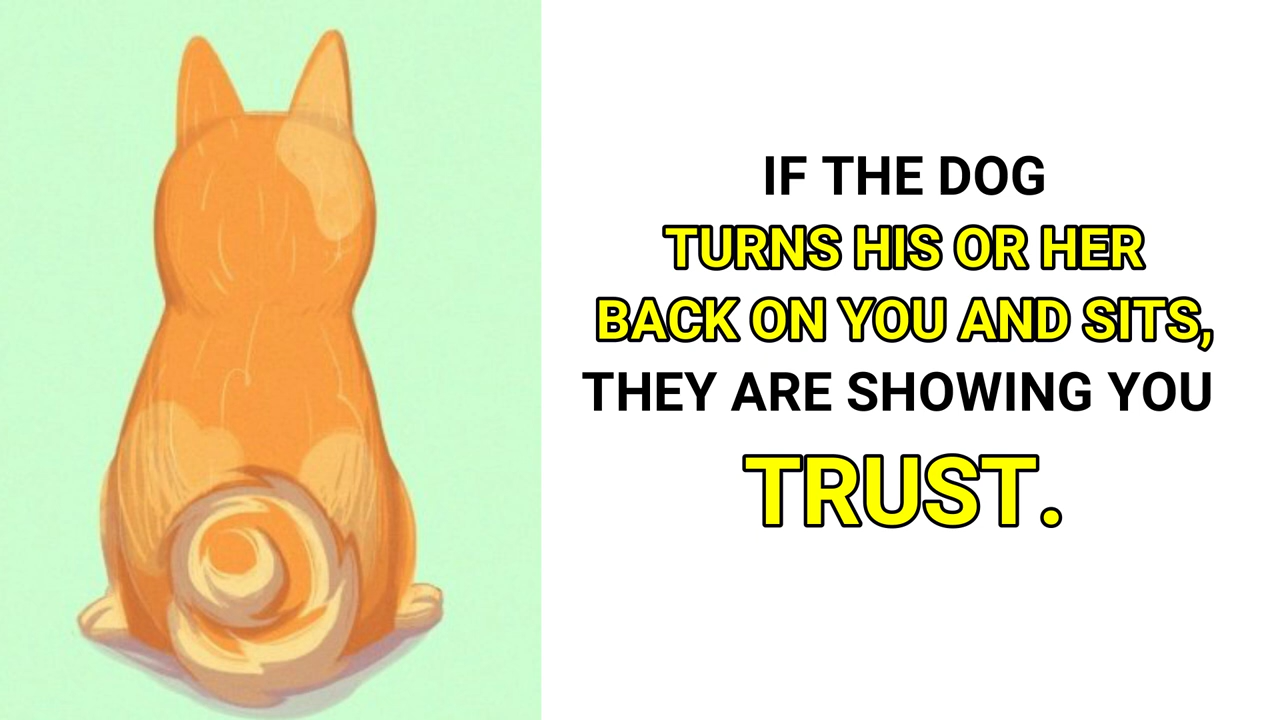 IF THE DOG
TURNS HIS OR HER
BACK ON YOU AND SITS,
THEY ARE SHOWING YOU
TRUST.